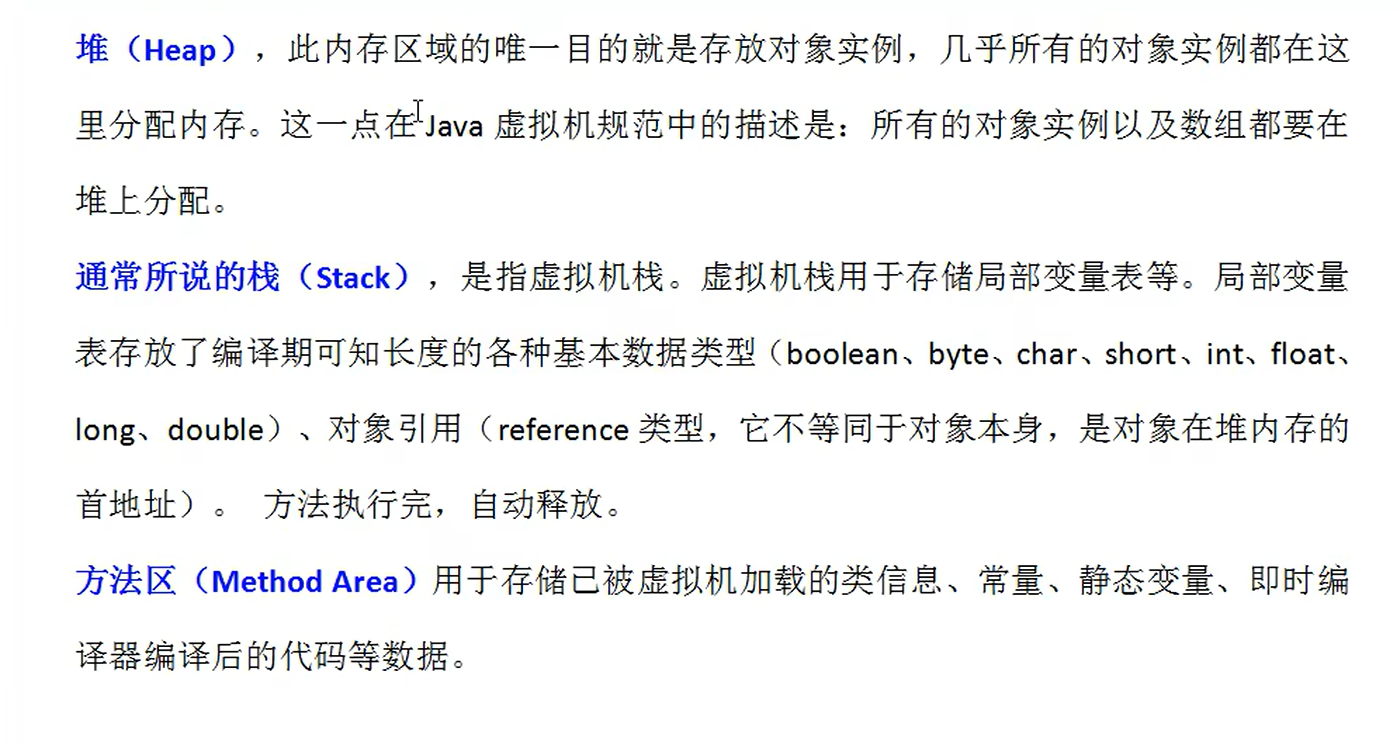 堆（Heap），此内存区域的唯一目的就是存放对象实例，几乎所有的对象实例都在这
里分配内存。这一点在Java 虚拟机规范中的描述是：所有的对象实例以及数组都要在
堆上分配。
通常所说的栈（Stack），是指虚拟机栈。虚拟机栈用于存储局部变量表等。局部变量
表存放了编译期可知长度的各种基本数据类型（boolean、byte、char、short、int、float、
long、double）、对象引用（reference 类型，它不等同于对象本身，是对象在堆内存的
首地址）。 方法执行完，自动释放。
方法区（Method Area）用于存储已被虚拟机加载的类信息、常量、静态变量、即时编
译器编译后的代码等数据。